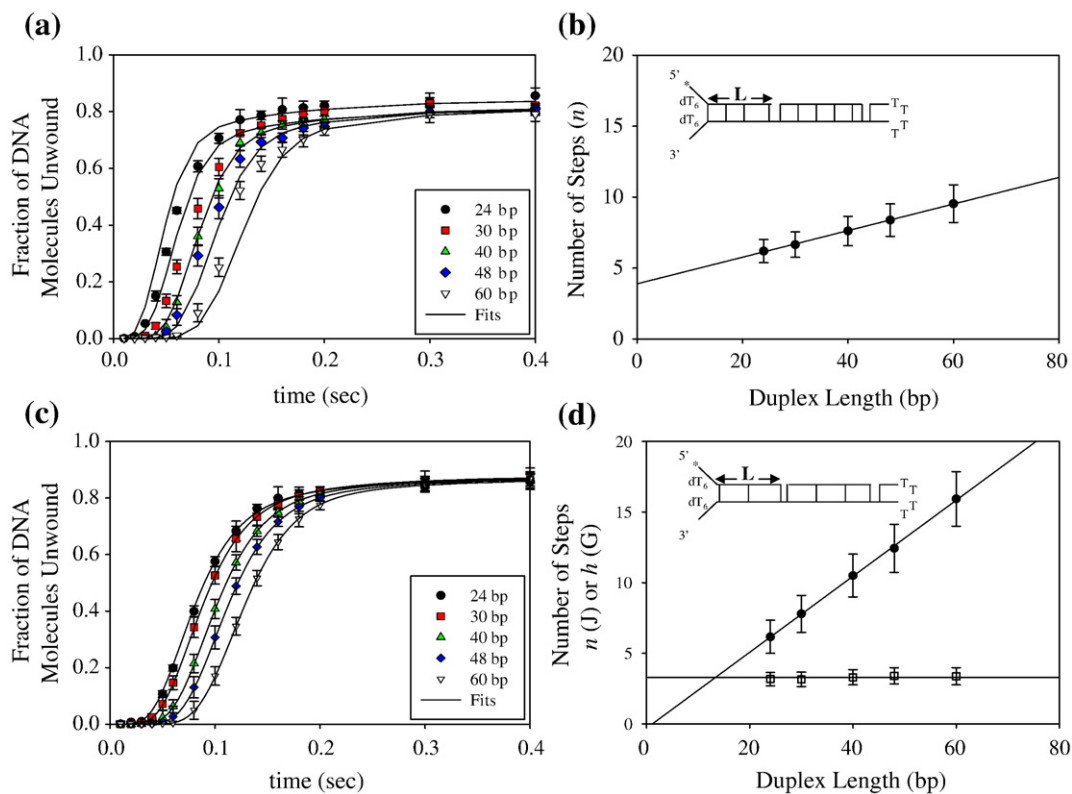 (a)
Fraction of DNA
Molecules Unwound
1.0
0.8
0.6
0.4
0.2
0.0
24 bp
30 bp
40 bp
48 bp
60 bp
Fits
0.0 0.1 0.2 0.3 0.4
time (sec)
(b)
Number of Steps (n)
20
15
10
5
0
5'
*
dT6
dT6
3'
L
T
T
T
T
20 40 60 80
Duplex Length (bp)
(c)
Fraction of DNA
Molecules Unwound
1.0
0.8
0.6
0.4
0.2
0.0
24 bp
30 bp
40 bp
48 bp
60 bp
Fits
0.0 0.1 0.2 0.3 0.4
time (sec)
(d)
Number of Steps
n (J) or h (G)
20
15
10
5
0
5'
*
dT6
dT6
3'
L
T
T
T
T
0 20 40 60 80
Duplex Length (bp)